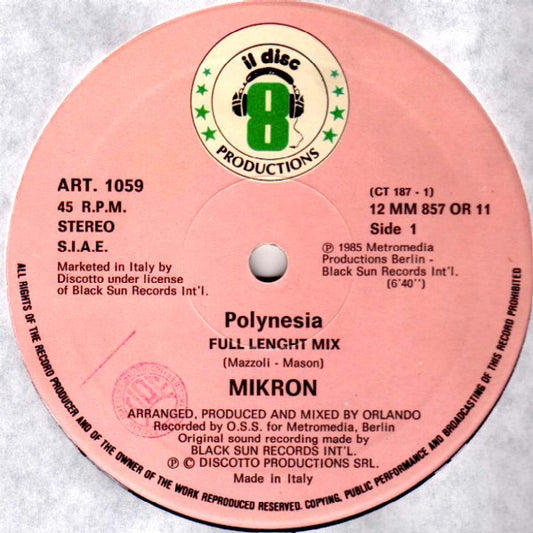 il disc
8
PRODUCTIONS
ART. 1059
45 R.P.M.
STEREO
S.I.A.E.
Marketed in Italy by
Discotto under license
of Black Sun Records Int'l.
(CT 187 - 1)
12 MM 857 OR 11
Side 1
℗ 1985 Metromedia
Productions Berlin -
Black Sun Records Int'l.
(6'40'')
Polynesia
FULL LENGHT MIX
(Mazzoli - Mason)
MIKRON
ARRANGED, PRODUCED AND MIXED BY ORLANDO
Recorded by O.S.S. for Metromedia, Berlin
Original sound recording made by
BLACK SUN RECORDS INT'L.
℗ © DISCOTTO PRODUCTIONS SRL.
Made in Italy
ALL RIGHTS OF THE RECORD PRODUCER AND OF THE OWNER OF THE WORK REPRODUCED RESERVED. COPYING, PUBLIC PERFORMANCE AND BROADCASTING OF THIS RECORD PROHIBITED